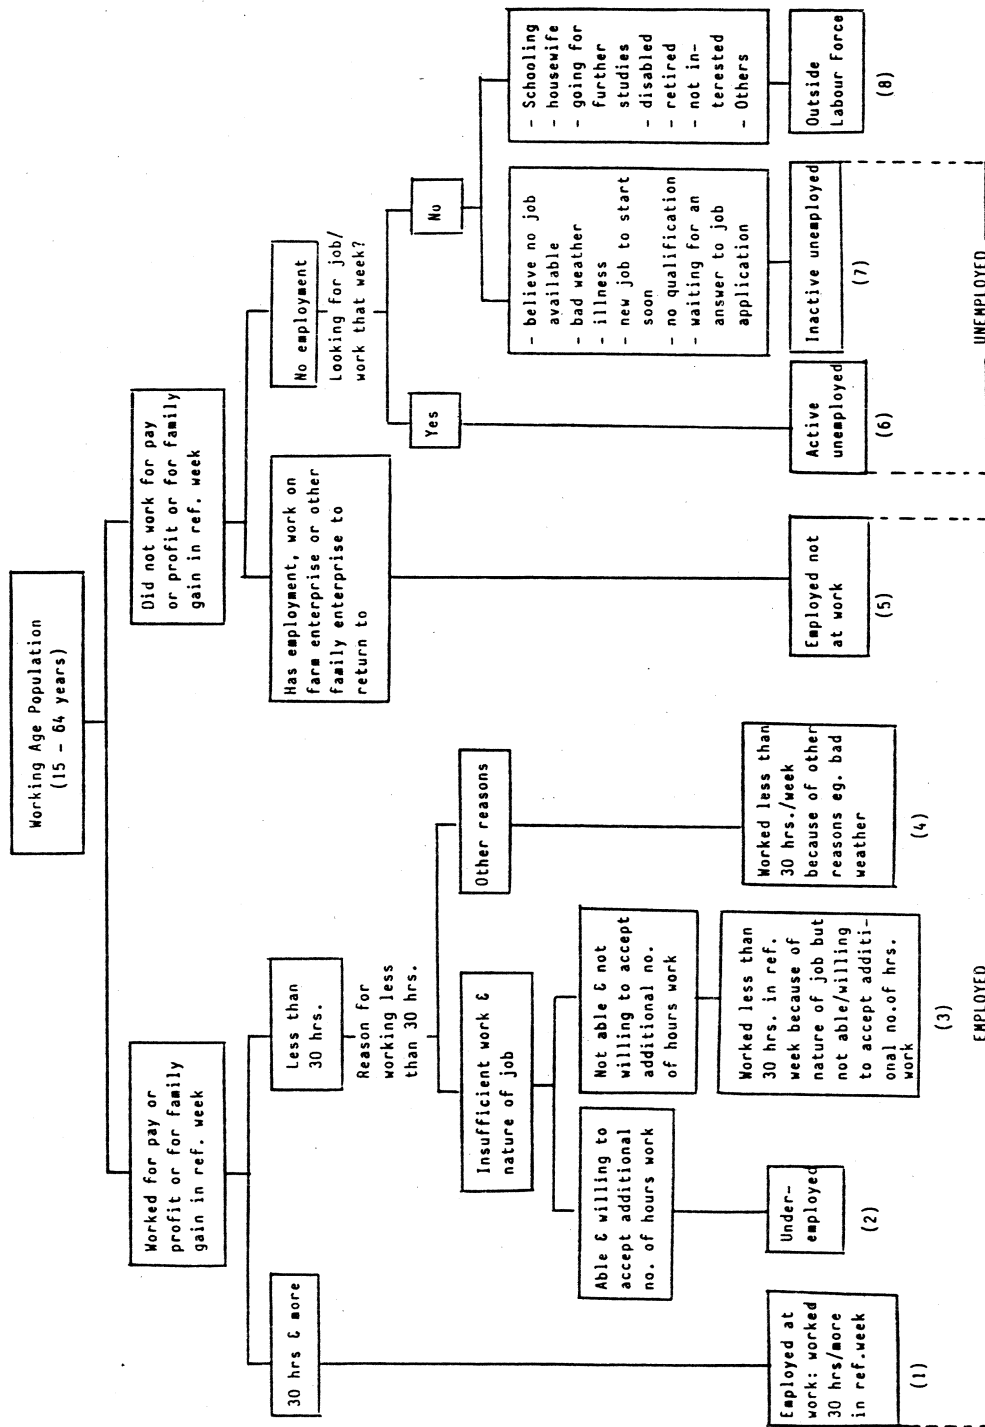 Working Age Population
(15 - 64 years)
Worked for pay or
profit or for family
gain in ref. week
Did not work for pay
or profit or for family
gain in ref. week
30 hrs & more
Less than
30 hrs.
Reason for
working less
than 30 hrs.
Has employment, work on
farm enterprise or other
family enterprise to
return to
No employment
Looking for job/
work that week?
Insufficient work &
nature of job
Other reasons
Yes
No
Able & willing to
accept additional
no. of hours work
Not able & not
willing to accept
additional no.
of hours work
- believe no job
available
- bad weather
- illness
- new job to start
soon
- no qualification
- waiting for an
answer to job
application
- Schooling
- housewife
- going for
further
studies
- disabled
- retired
- not in-
terested
- Others
Employed at
work: worked
30 hrs/more
in ref.week
(1)
Under-
employed
(2)
Worked less than
30 hrs. in ref.
week because of
nature of job but
not able/willing
to accept additi-
onal no.of hrs.
work
(3)
Worked less than
30 hrs./week
because of other
reasons eg. bad
weather
(4)
Employed not
at work
(5)
Active
unemployed
(6)
Inactive unemployed
(7)
Outside
Labour Force
(8)
EMPLOYED
UNEMPLOYED